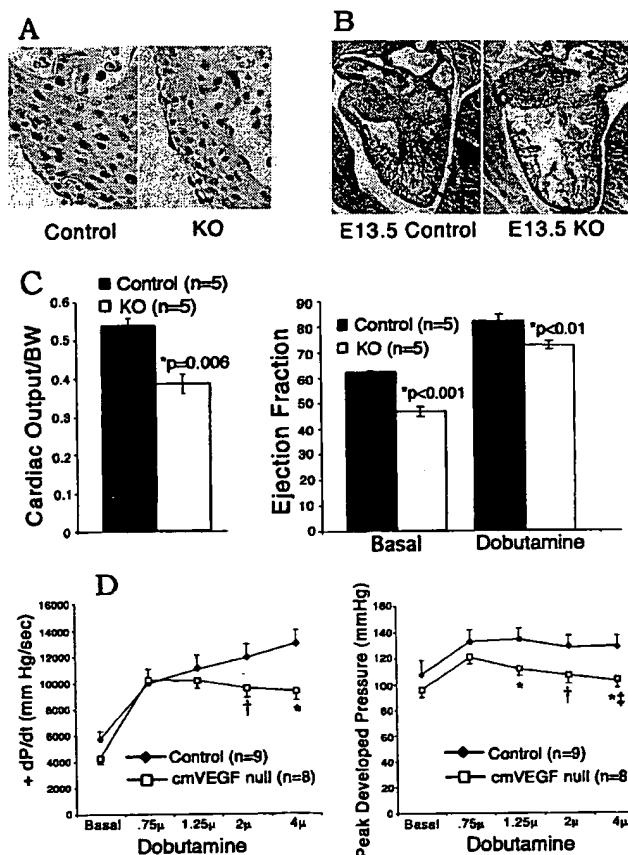 A
B
Control
KO
E13.5 Control
E13.5 KO
C
Control (n=5)
KO (n=5)
Cardiac Output/BW
0.6
0.5
0.4
0.3
0.2
0.1
0
*p=0.006
Control (n=5)
KO (n=5)
Ejection Fraction
90
80
70
60
50
40
30
20
10
0
*p<0.001
*p<0.01
Basal
Dobutamine
D
+ dP/dt (mm Hg/sec)
16000
14000
12000
10000
8000
6000
4000
2000
0000
†
*
Control (n=9)
cmVEGF null (n=8)
Basal
.75µ
1.25µ
2µ
4µ
Dobutamine
Peak Developed Pressure (mmHg)
160
140
120
100
80
60
40
20
0
*
†
*‡
Control (n=9)
cmVEGF null (n=8
Basal
.75µ
1.25µ
2µ
4µ
Dobutamine